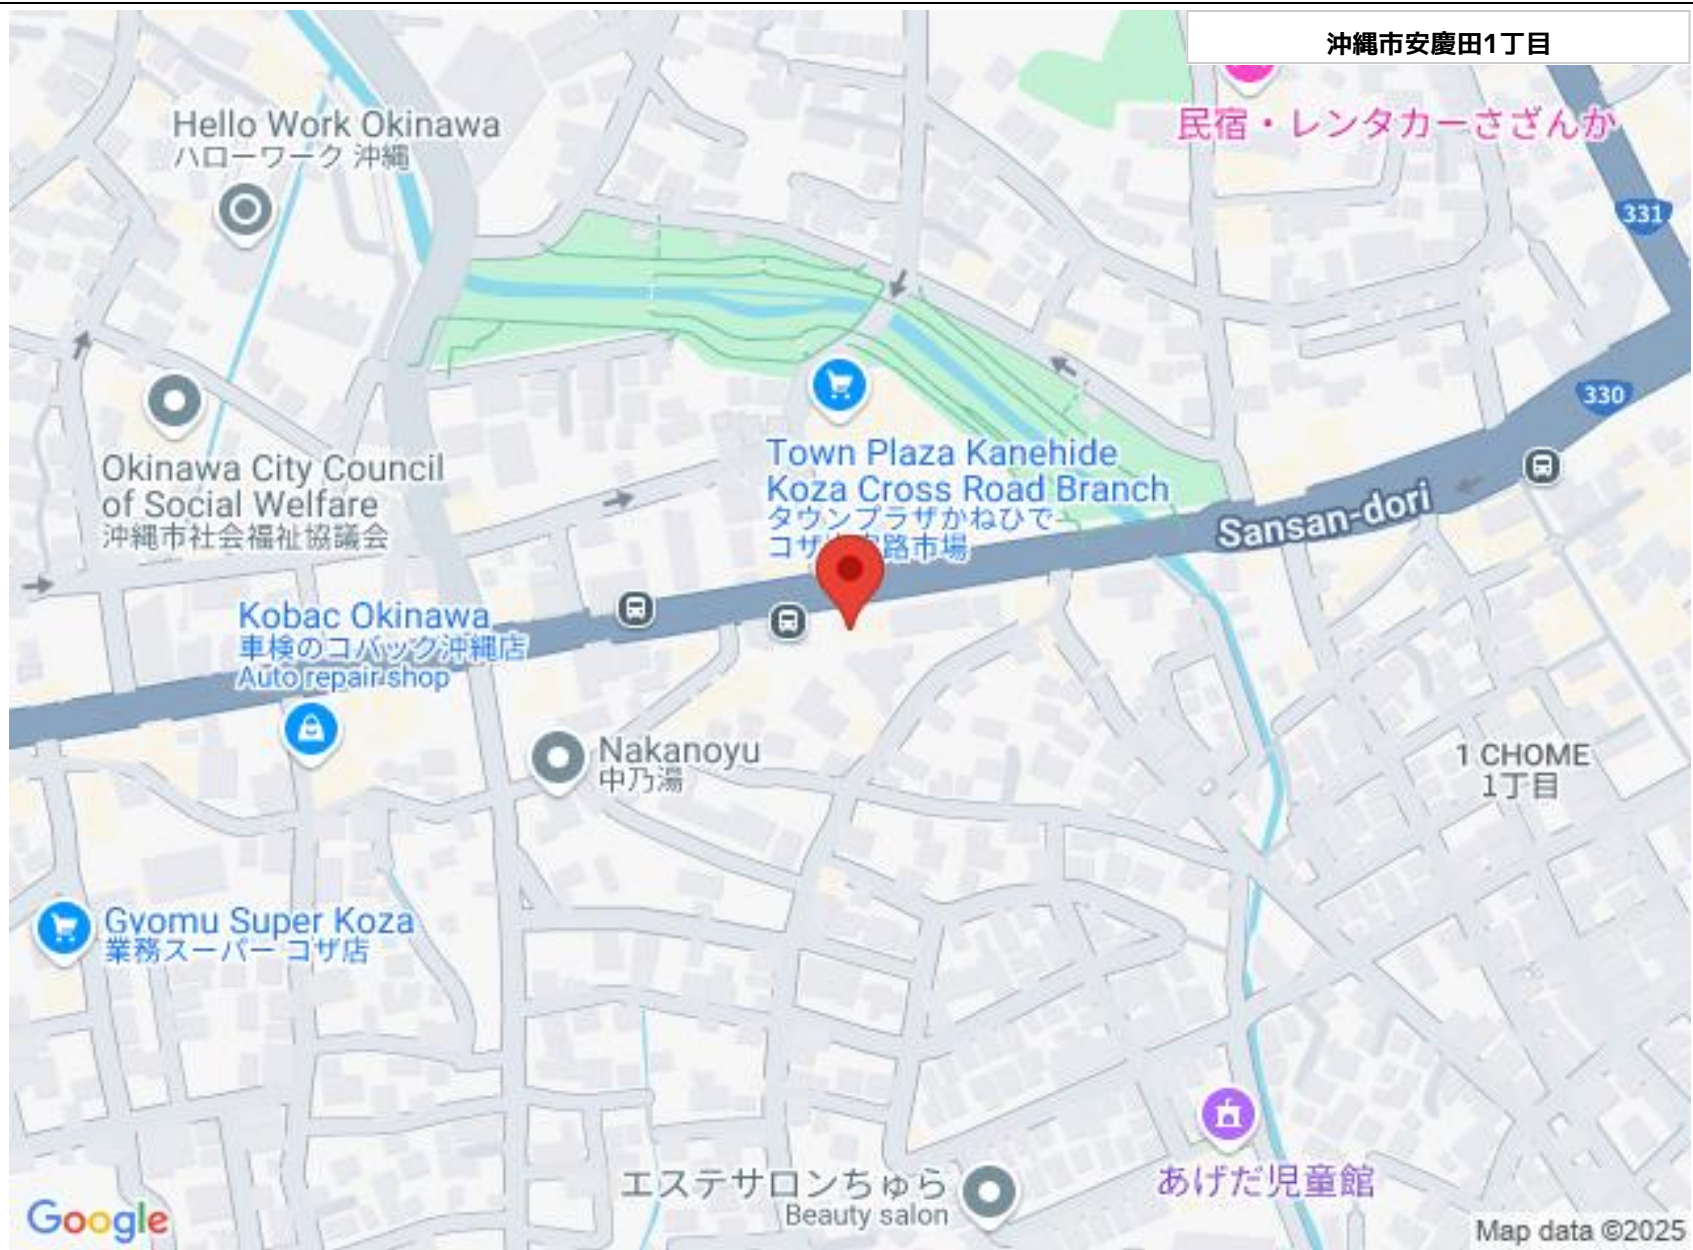 沖縄市安慶田1丁目
民宿・レンタカーさざんか
Hello Work Okinawa
ハローワーク 沖縄
331
330
Okinawa City Council
of Social Welfare
沖縄市社会福祉協議会
Town Plaza Kanehide
Koza Cross Road Branch
タウンプラザかねひで
コザ
路市場
Sansan-dori
Kobac Okinawa
車検のコバック沖縄店
Auto repair shop
Nakanoyu
中乃湯
1 CHOME
1丁目
Gyomu Super Koza
業務スーパー コザ店
エステサロンちゅら
Beauty salon
あげだ児童館
Google
Map data ©2025